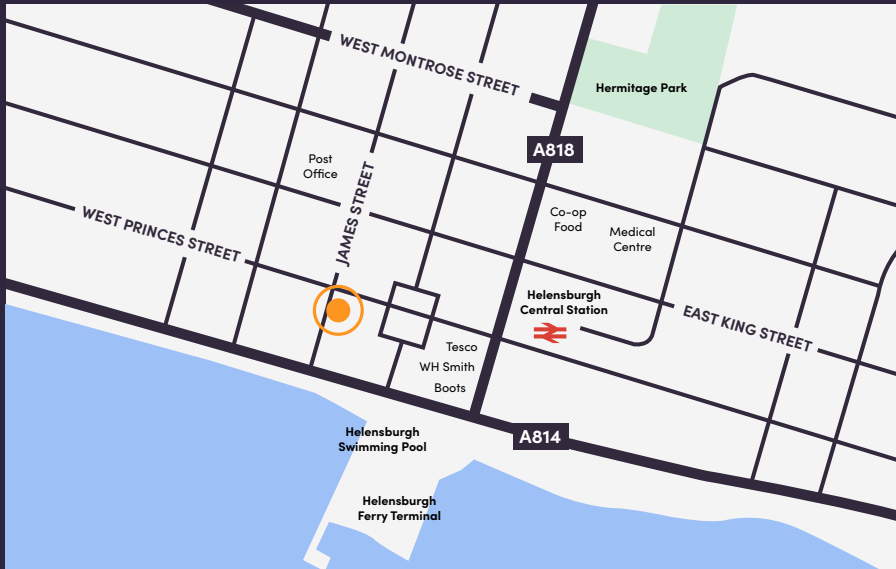 WEST MONTROSE STREET
Hermitage Park
A818
Post
Office
JAMES STREET
WEST PRINCES STREET
Co-op
Food
Medical
Centre
Helensburgh
Central Station
EAST KING STREET
Tesco
WH Smith
Boots
A814
Helensburgh
Swimming Pool
Helensburgh
Ferry Terminal